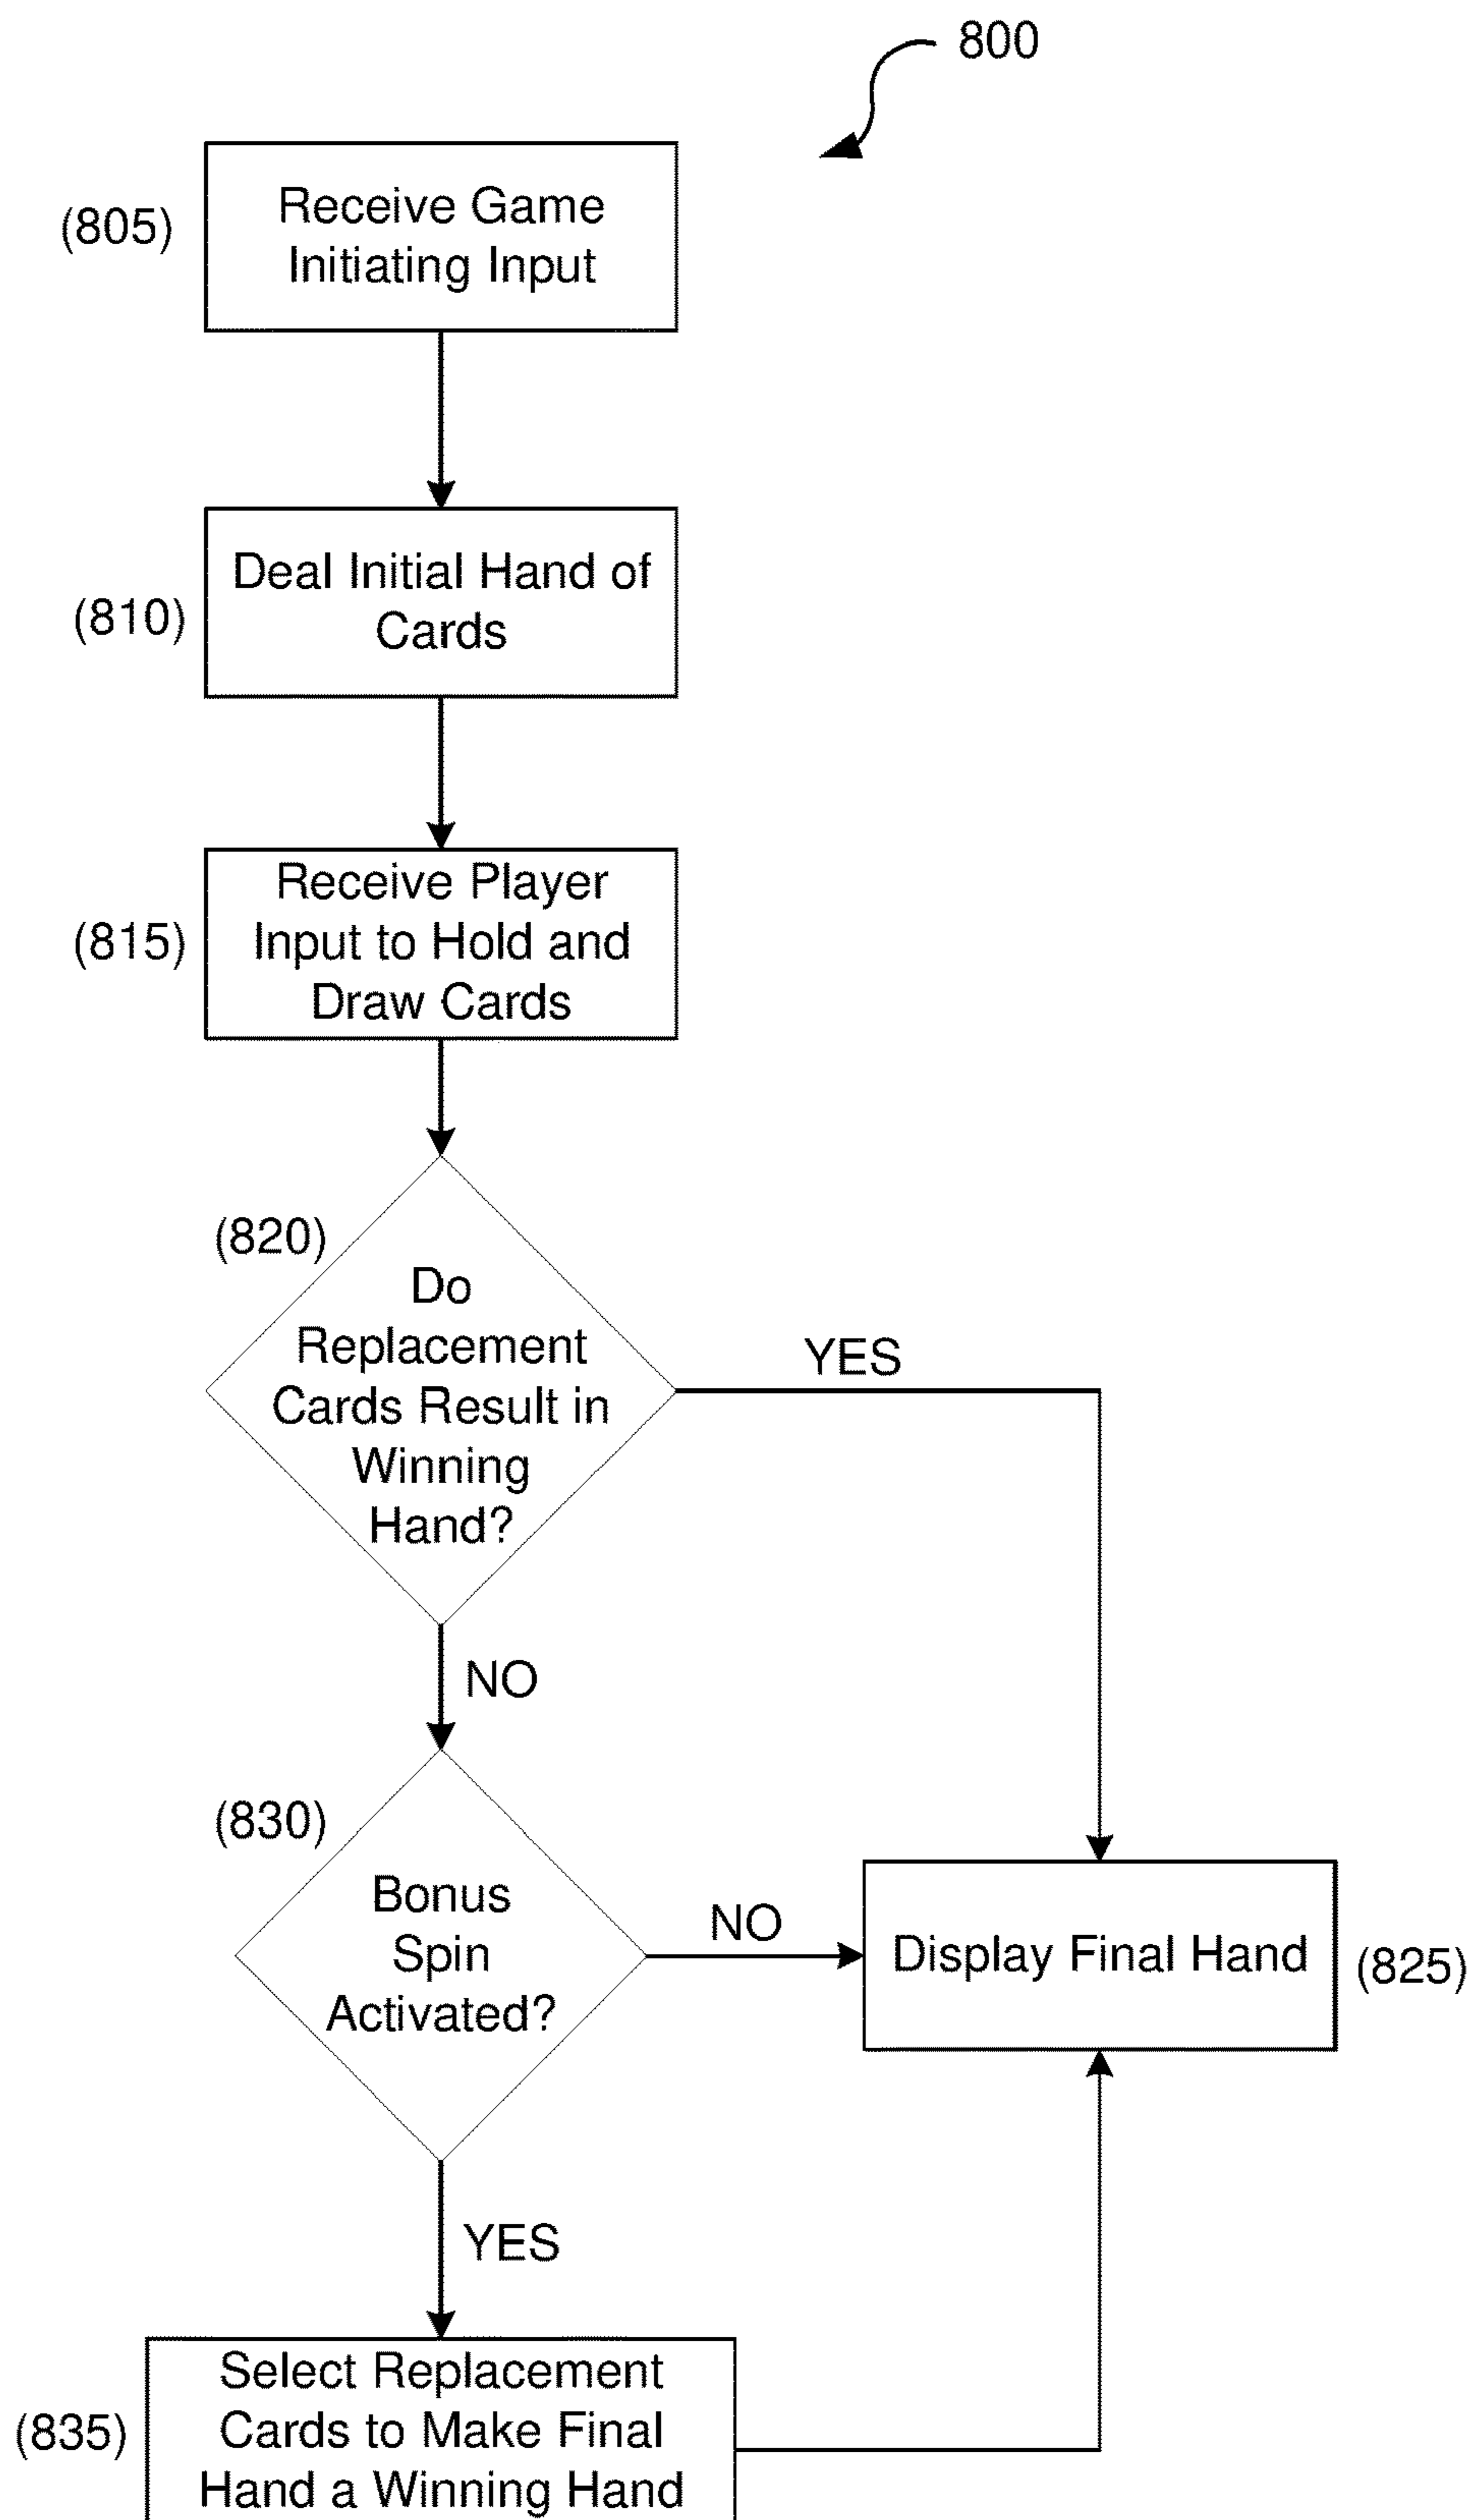 800
(805)
Receive Game
Initiating Input
(810)
Deal Initial Hand of
Cards
(815)
Receive Player
Input to Hold and
Draw Cards
(820)
Do
Replacement
Cards Result in
Winning
Hand?
YES
NO
(830)
Bonus
Spin
Activated?
NO
Display Final Hand
(825)
YES
(835)
Select Replacement
Cards to Make Final
Hand a Winning Hand